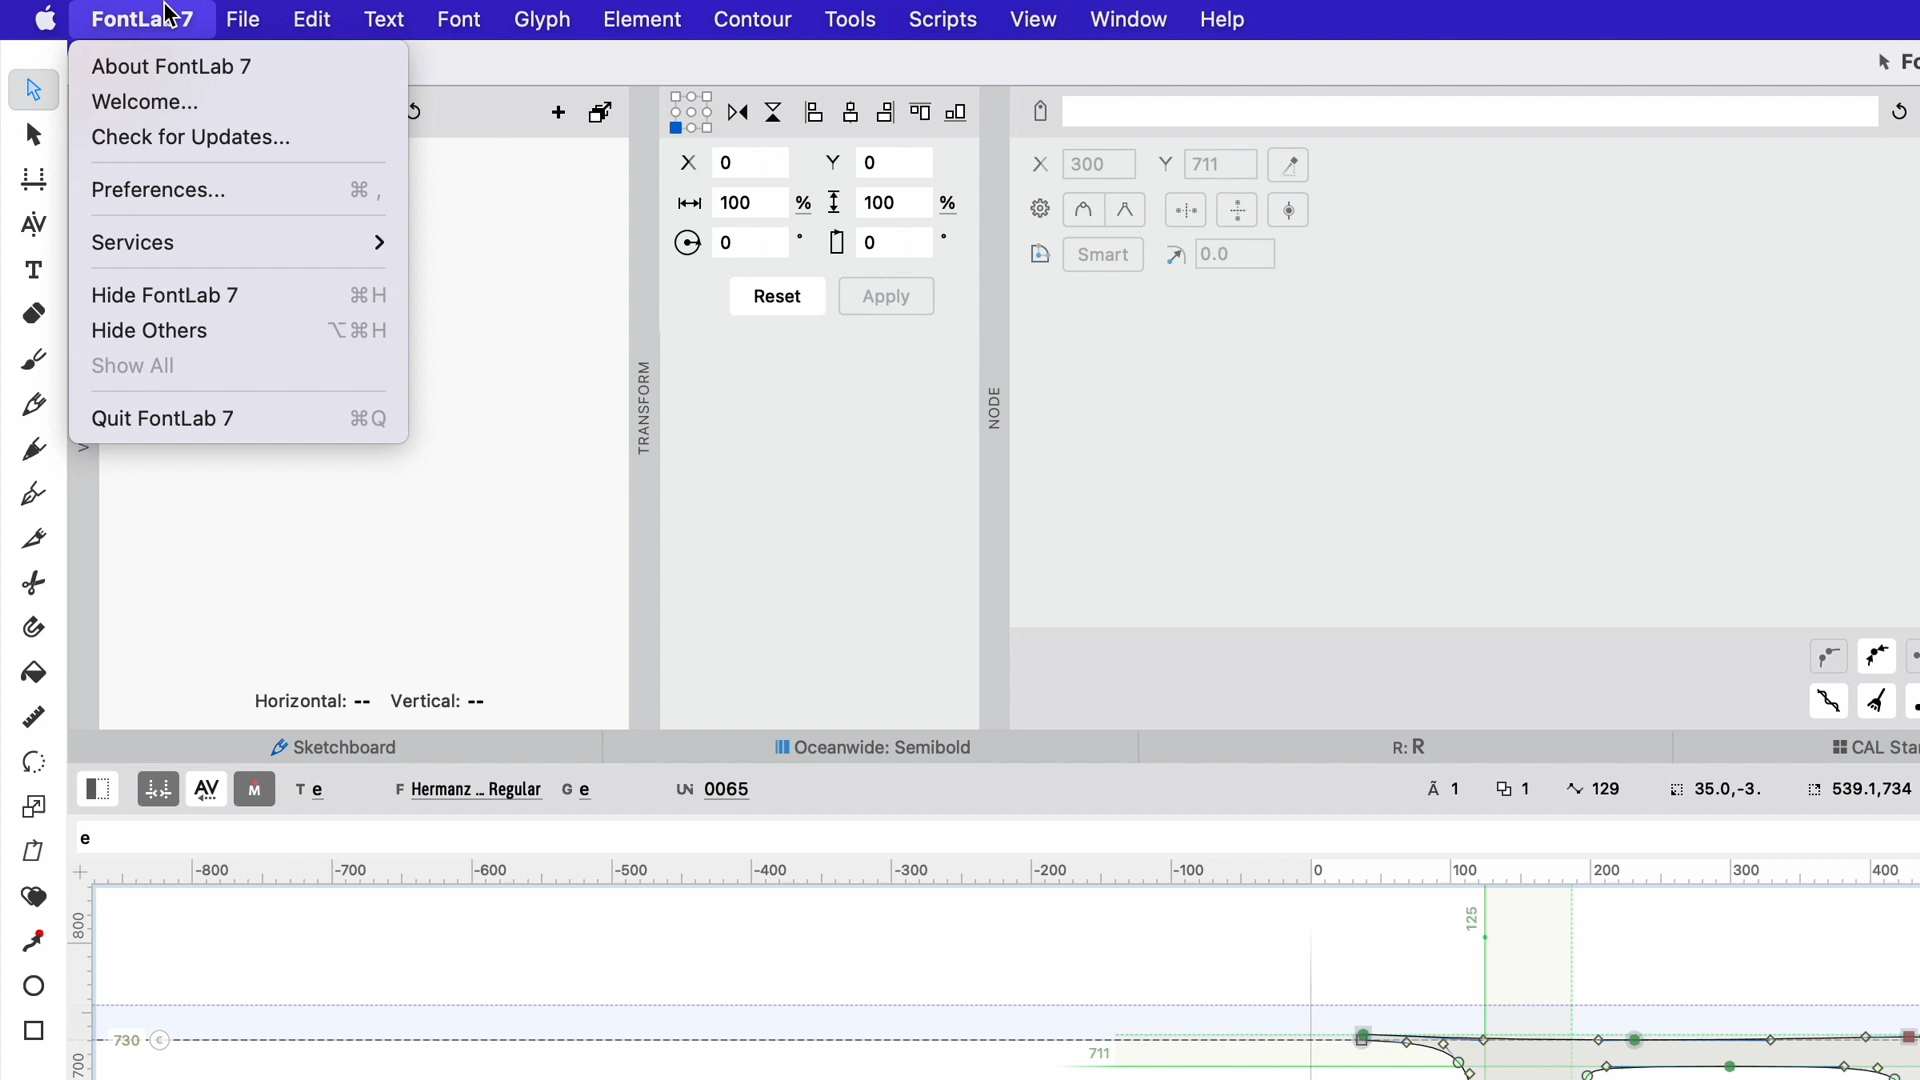 FontLab 7 File Edit Text Font Glyph Element Contour Tools Scripts View Window Help
About FontLab 7
Welcome...
Check for Updates...
Preferences... ⌘ ,
Services
Hide FontLab 7 ⌘H
Hide Others ⌥⌘H
Show All
Quit FontLab 7 ⌘Q
X 0 Y 0
100 % 100 %
0 ° 0 °
Reset Apply
TRANSFORM
X 300 Y 711
Smart 0.0
NODE
Horizontal: -- Vertical: --
Sketchboard Oceanwide: Semibold R: R CAL
T e F Hermanz ... Regular G e UN 0065 Ã 1 1 129 35.0,-3. 539.1,734
e
-800 -700 -600 -500 -400 -300 -200 -100 0 100 200 300 400
800
125
730 c
711
700